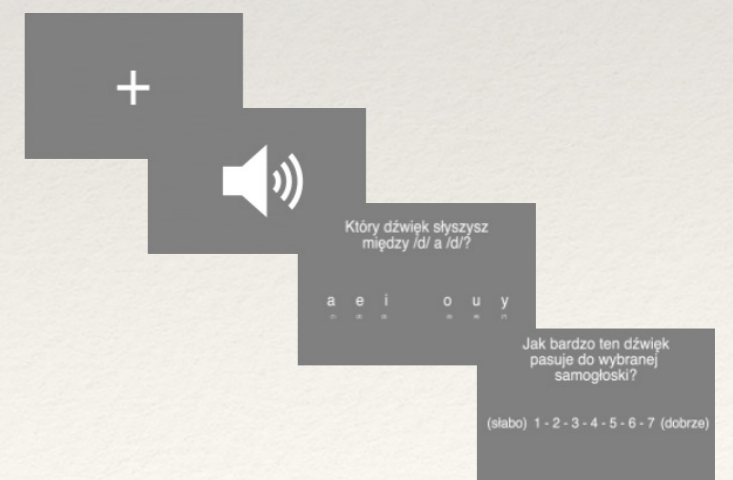 +
Który dźwięk słyszysz
między /d/ a /d/?
a e i o u y
Jak bardzo ten dźwięk
pasuje do wybranej
samogłoski?
(słabo) 1 - 2 - 3 - 4 - 5 - 6 - 7 (dobrze)